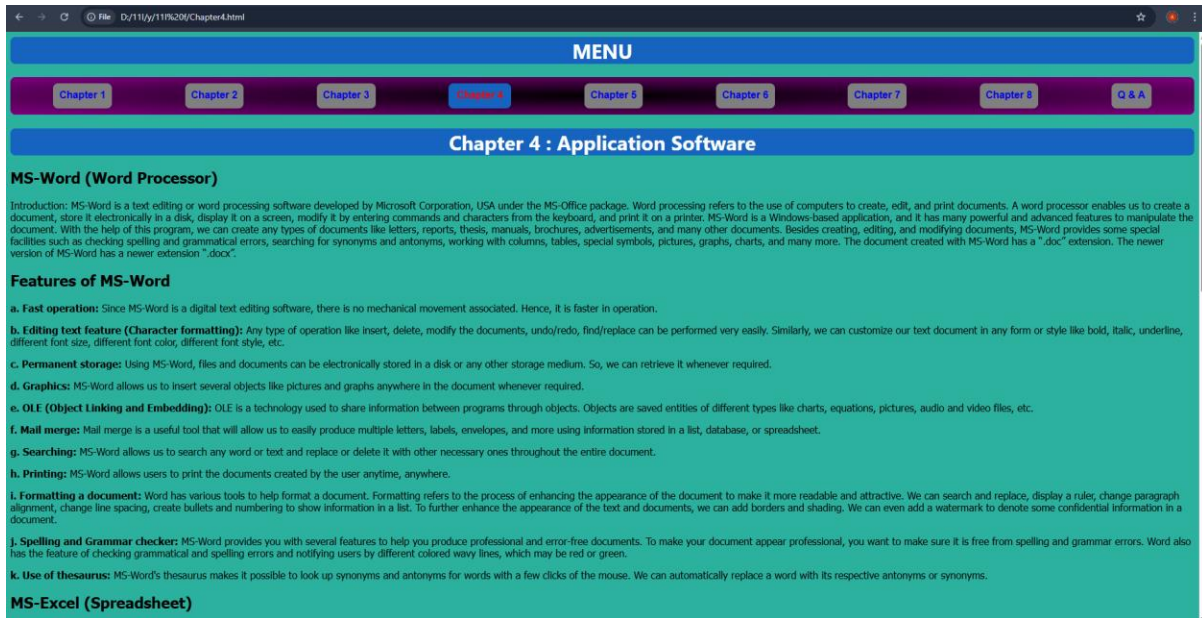 File D:/11I/y/11I%20f/Chapter4.html
MENU
Chapter 1
Chapter 2
Chapter 3
Chapter 4
Chapter 5
Chapter 6
Chapter 7
Chapter 8
Q & A
Chapter 4 : Application Software
MS-Word (Word Processor)
Introduction: MS-Word is a text editing or word processing software developed by Microsoft Corporation, USA under the MS-Office package. Word processing refers to the use of computers to create, edit, and print documents. A word processor enables us to create a
document, store it electronically in a disk, display it on a screen, modify it by entering commands and characters from the keyboard, and print it on a printer. MS-Word is a Windows-based application, and it has many powerful and advanced features to manipulate the
document. With the help of this program, we can create any types of documents like letters, reports, thesis, manuals, brochures, advertisements, and many other documents. Besides creating, editing, and modifying documents, MS-Word provides some special
facilities such as checking spelling and grammatical errors, searching for synonyms and antonyms, working with columns, tables, special symbols, pictures, graphs, charts, and many more. The document created with MS-Word has a ".doc" extension. The newer
version of MS-Word has a newer extension ".docx".
Features of MS-Word
a. Fast operation: Since MS-Word is a digital text editing software, there is no mechanical movement associated. Hence, it is faster in operation.
b. Editing text feature (Character formatting): Any type of operation like insert, delete, modify the documents, undo/redo, find/replace can be performed very easily. Similarly, we can customize our text document in any form or style like bold, italic, underline,
different font size, different font color, different font style, etc.
c. Permanent storage: Using MS-Word, files and documents can be electronically stored in a disk or any other storage medium. So, we can retrieve it whenever required.
d. Graphics: MS-Word allows us to insert several objects like pictures and graphs anywhere in the document whenever required.
e. OLE (Object Linking and Embedding): OLE is a technology used to share information between programs through objects. Objects are saved entities of different types like charts, equations, pictures, audio and video files, etc.
f. Mail merge: Mail merge is a useful tool that will allow us to easily produce multiple letters, labels, envelopes, and more using information stored in a list, database, or spreadsheet.
g. Searching: MS-Word allows us to search any word or text and replace or delete it with other necessary ones throughout the entire document.
h. Printing: MS-Word allows users to print the documents created by the user anytime, anywhere.
i. Formatting a document: Word has various tools to help format a document. Formatting refers to the process of enhancing the appearance of the document to make it more readable and attractive. We can search and replace, display a ruler, change paragraph
alignment, change line spacing, create bullets and numbering to show information in a list. To further enhance the appearance of the text and documents, we can add borders and shading. We can even add a watermark to denote some confidential information in a
document.
j. Spelling and Grammar checker: MS-Word provides you with several features to help you produce professional and error-free documents. To make your document appear professional, you want to make sure it is free from spelling and grammar errors. Word also
has the feature of checking grammatical and spelling errors and notifying users by different colored wavy lines, which may be red or green.
k. Use of thesaurus: MS-Word's thesaurus makes it possible to look up synonyms and antonyms for words with a few clicks of the mouse. We can automatically replace a word with its respective antonyms or synonyms.
MS-Excel (Spreadsheet)